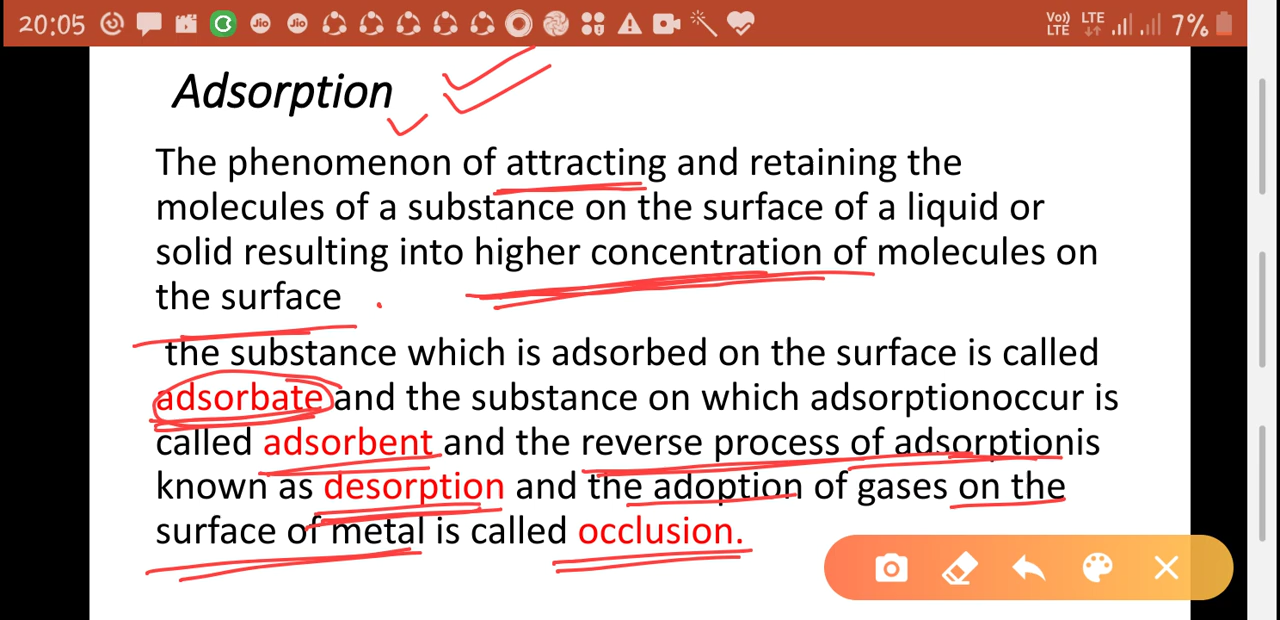 20:05 Jio Jio Vo) LTE LTE 7%
Adsorption
The phenomenon of attracting and retaining the
molecules of a substance on the surface of a liquid or
solid resulting into higher concentration of molecules on
the surface
the substance which is adsorbed on the surface is called
adsorbate and the substance on which adsorptionoccur is
called adsorbent and the reverse process of adsorptionis
known as desorption and the adoption of gases on the
surface of metal is called occlusion.